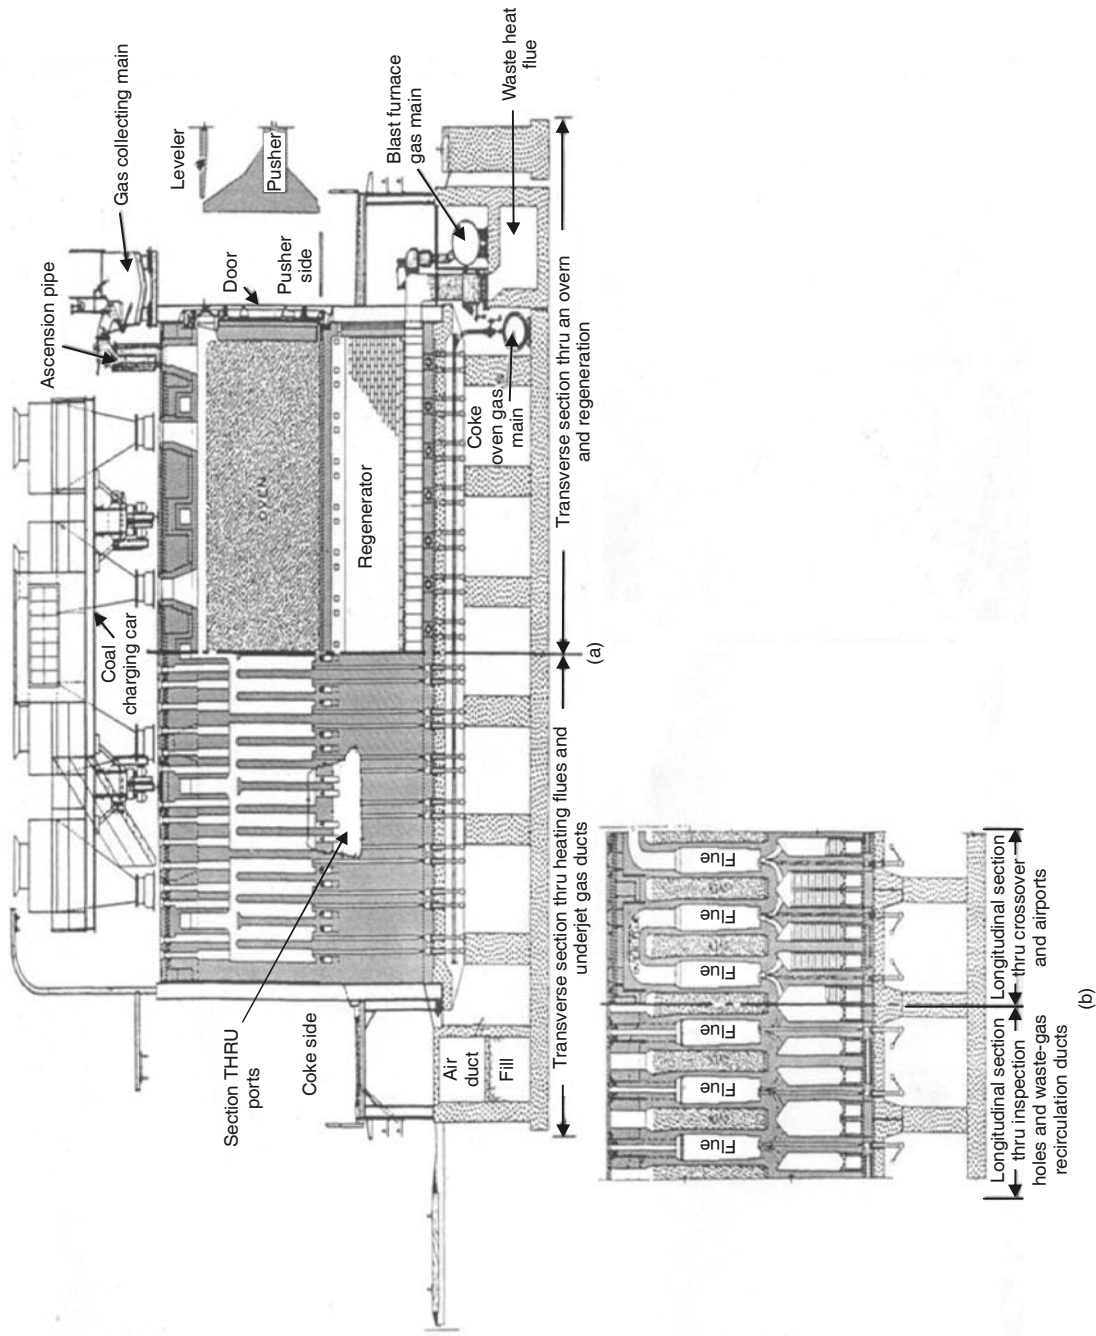 Gas collecting main
Ascension pipe
Leveler
Pusher
Door
Pusher
side
Blast furnace
gas main
Waste heat
flue
Coal
charging car
OVEN
Regenerator
Coke
oven gas
main
Transverse section thru an overn
and regeneration
(a)
Section THRU
ports
Coke side
Air
duct
Fill
Transverse section thru heating flues and
underjet gas ducts
Flue
Flue
Flue
Flue
Flue
Flue
Longitudinal section
thru inspection
holes and waste-gas
recirculation ducts
Longitudinal section
thru crossover
and airports
(b)